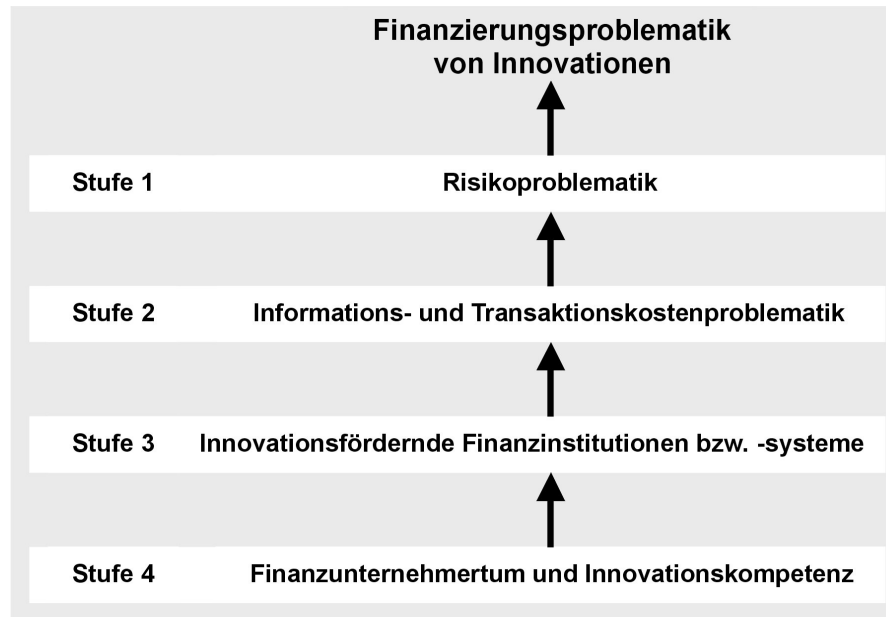 Finanzierungsproblematik
von Innovationen
Stufe 1 Risikoproblematik
Stufe 2 Informations- und Transaktionskostenproblematik
Stufe 3 Innovationsfördernde Finanzinstitutionen bzw. -systeme
Stufe 4 Finanzunternehmertum und Innovationskompetenz